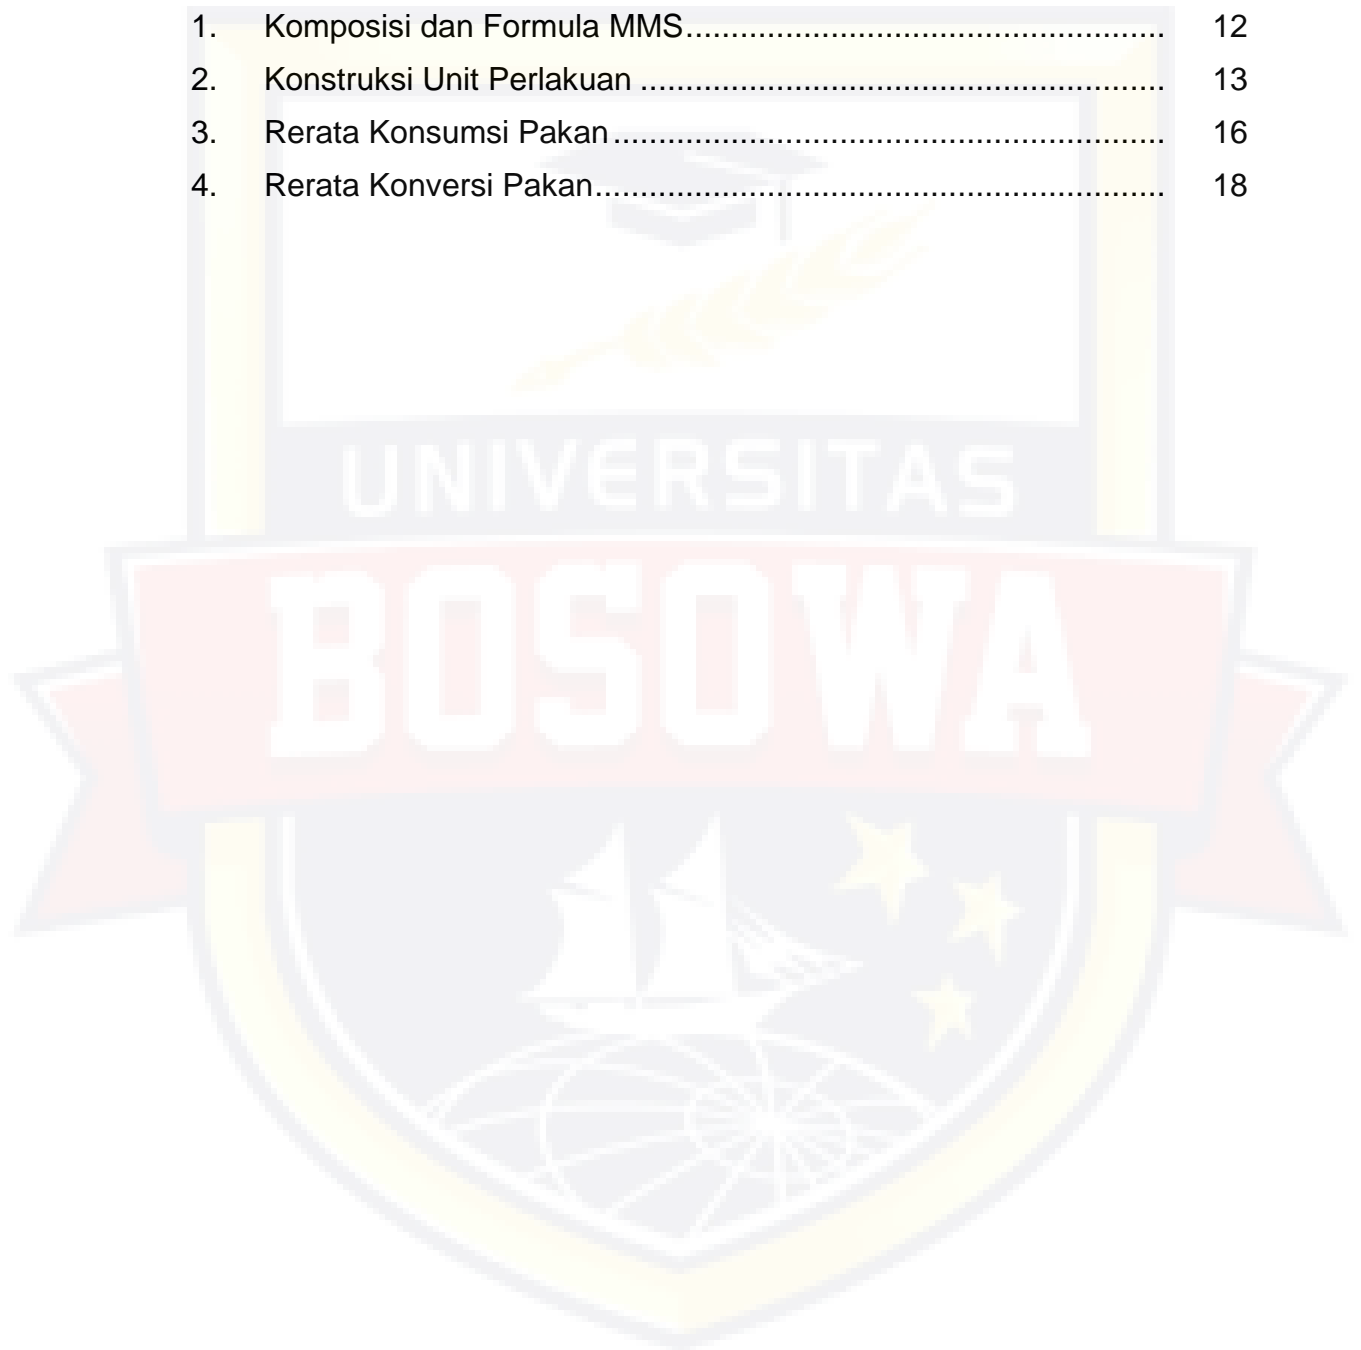 1. Komposisi dan Formula MMS...................................................... 12
2. Konstruksi Unit Perlakuan ........................................................... 13
3. Rerata Konsumsi Pakan.............................................................. 16
4. Rerata Konversi Pakan................................................................ 18
UNIVERSITAS
BOSOWA